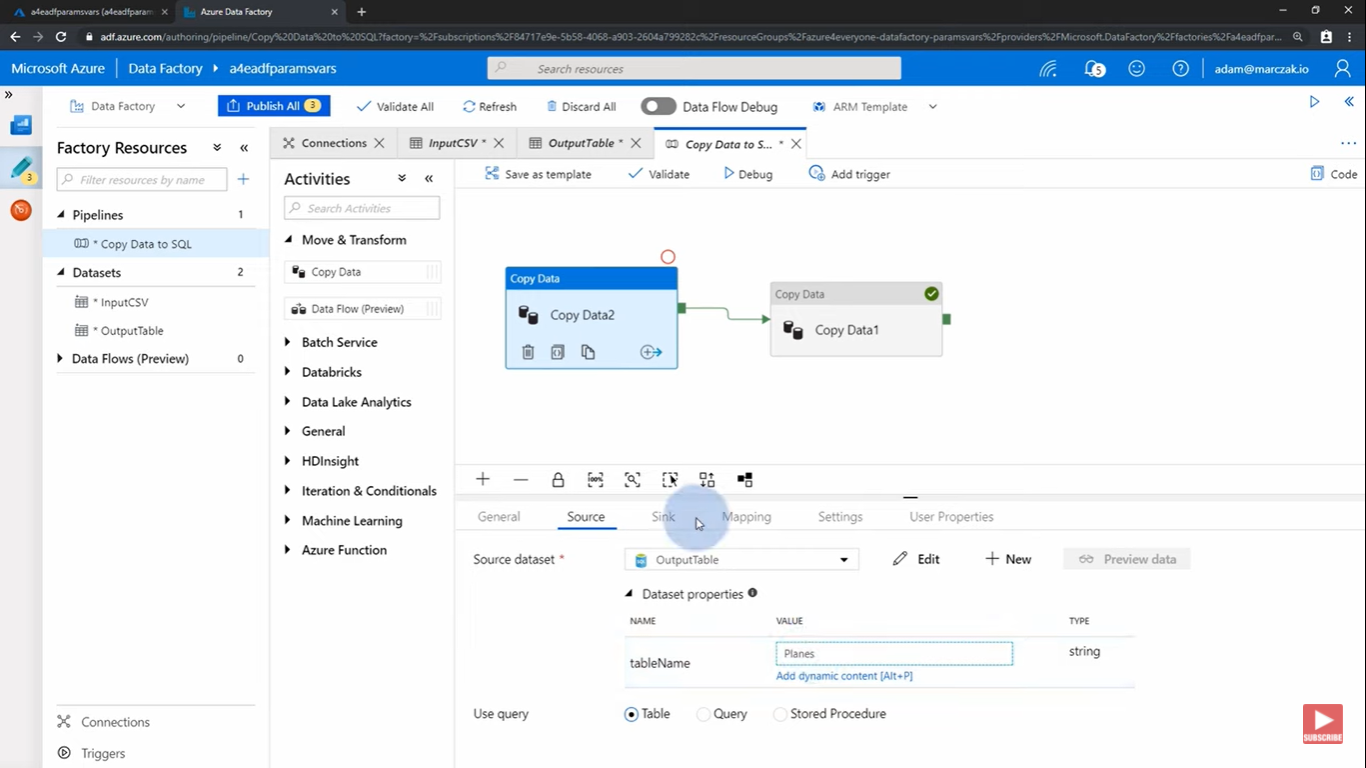 a4eadfparamsvars (a4eadfparams
Azure Data Factory
adf.azure.com/authoring/pipeline/Copy%20Data%20to%20SQL?factory=%2Fsubscriptions%2F84717e9e-5b58-4068-a903-2604a799282c%2FresourceGroups%2Fazure4everyone-datafactory-paramsvars%2Fproviders%2FMicrosoft.DataFactory%2Ffactories%2Fa4eadfpar...
Microsoft Azure
Data Factory
a4eadfparamsvars
Search resources
5
adam@marczak.io
Data Factory
Publish All 3
Validate All
Refresh
Discard All
Data Flow Debug
ARM Template
3
Factory Resources
Filter resources by name
Pipelines 1
* Copy Data to SQL
Datasets 2
* InputCSV
* OutputTable
Data Flows (Preview) 0
Connections
Triggers
Connections
InputCSV *
OutputTable *
Copy Data to S... *
Activities
Search Activities
Move & Transform
Copy Data
Data Flow (Preview)
Batch Service
Databricks
Data Lake Analytics
General
HDInsight
Iteration & Conditionals
Machine Learning
Azure Function
Save as template
Validate
Debug
Add trigger
Code
Copy Data
Copy Data2
Copy Data
Copy Data1
100%
General
Source
Sink
Mapping
Settings
User Properties
Source dataset *
OutputTable
Edit
New
Preview data
Dataset properties
NAME
VALUE
TYPE
tableName
Planes
string
Add dynamic content [Alt+P]
Use query
Table
Query
Stored Procedure
SUBSCRIBE